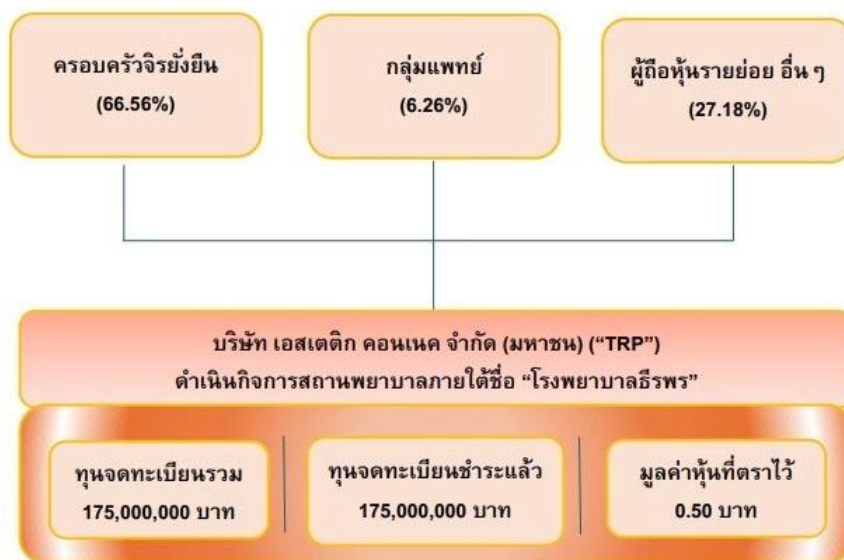 ครอบครัวจิรยั่งยืน
(66.56%)
กลุ่มแพทย์
(6.26%)
ผู้ถือหุ้นรายย่อย อื่น ๆ
(27.18%)
บริษัท เอสเตติก คอนเนค จำกัด (มหาชน) (“TRP”)
ดำเนินกิจการสถานพยาบาลภายใต้ชื่อ “โรงพยาบาลธีรพร”
ทุนจดทะเบียนรวม
175,000,000 บาท
ทุนจดทะเบียนชำระแล้ว
175,000,000 บาท
มูลค่าหุ้นที่ตราไว้
0.50 บาท